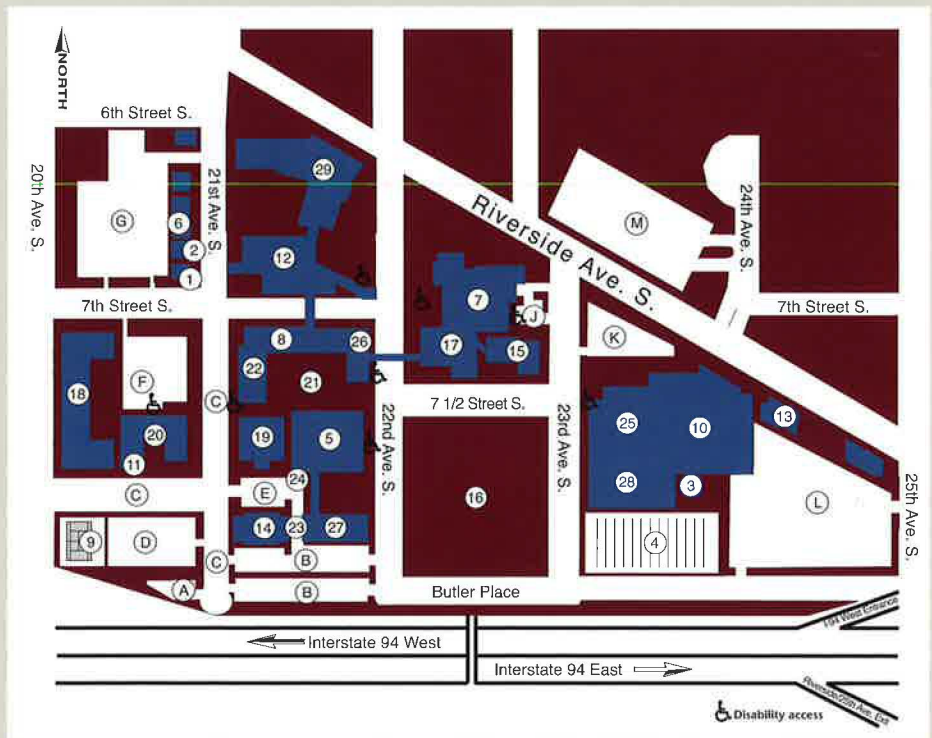 NORTH
6th Street S.
20th Ave. S.
21st Ave. S.
29
G
6
2
1
12
Riverside Ave. S.
M
24th Ave. S.
7th Street S.
7th Street S.
7
J
K
8
26
17
15
18
F
22
21
C
7 1/2 Street S.
22nd Ave. S.
23rd Ave. S.
20
11
19
5
25
10
13
C
E
24
16
28
3
L
25th Ave. S.
9
D
14
23
27
4
C
B
A
B
Butler Place
I-94 West Entrance
Interstate 94 West
Interstate 94 East
Riverside/25th Ave. Exit
Disability access